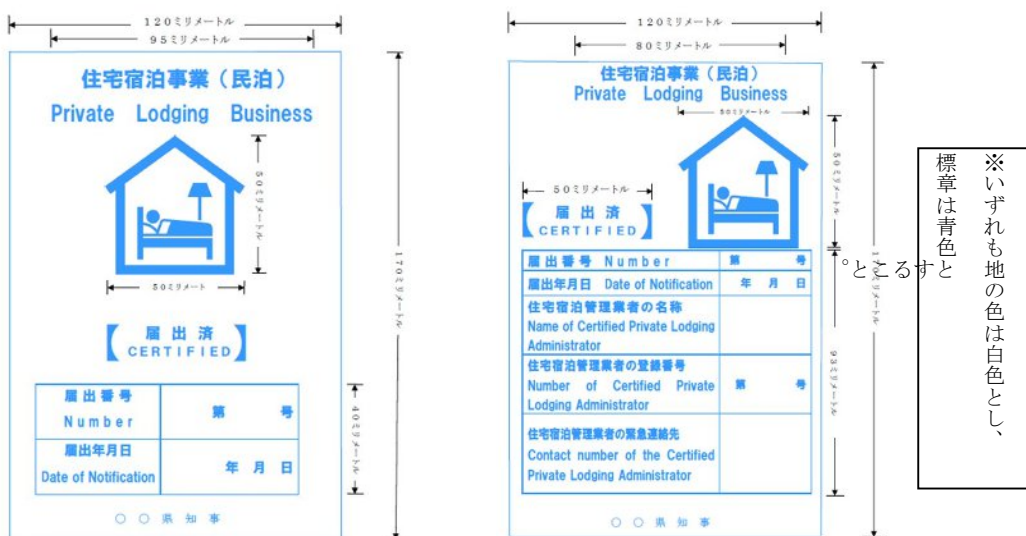 120ミリメートル
95ミリメートル
住宅宿泊事業（民泊）
Private Lodging Business
50ミリメートル
50ミリメート
170ミリメートル
【届出済 CERTIFIED】
届出番号
Number
第 号
届出年月日
Date of Notification
年 月 日
40ミリメートル
○○県知事
120ミリメートル
80ミリメートル
住宅宿泊事業（民泊）
Private Lodging Business
50ミリメートル
50ミリメートル
50ミリメートル
【届出済 CERTIFIED】
届出番号 Number
第 号
届出年月日 Date of Notification
年 月 日
住宅宿泊管理業者の名称
Name of Certified Private Lodging
Administrator
住宅宿泊管理業者の登録番号
Number of Certified Private
Lodging Administrator
第 号
住宅宿泊管理業者の緊急連絡先
Contact number of the Certified
Private Lodging Administrator
93ミリメートル
170ミリメートル
○○県知事
※いずれも地の色は白色とし、
標章は青色
とするところと。